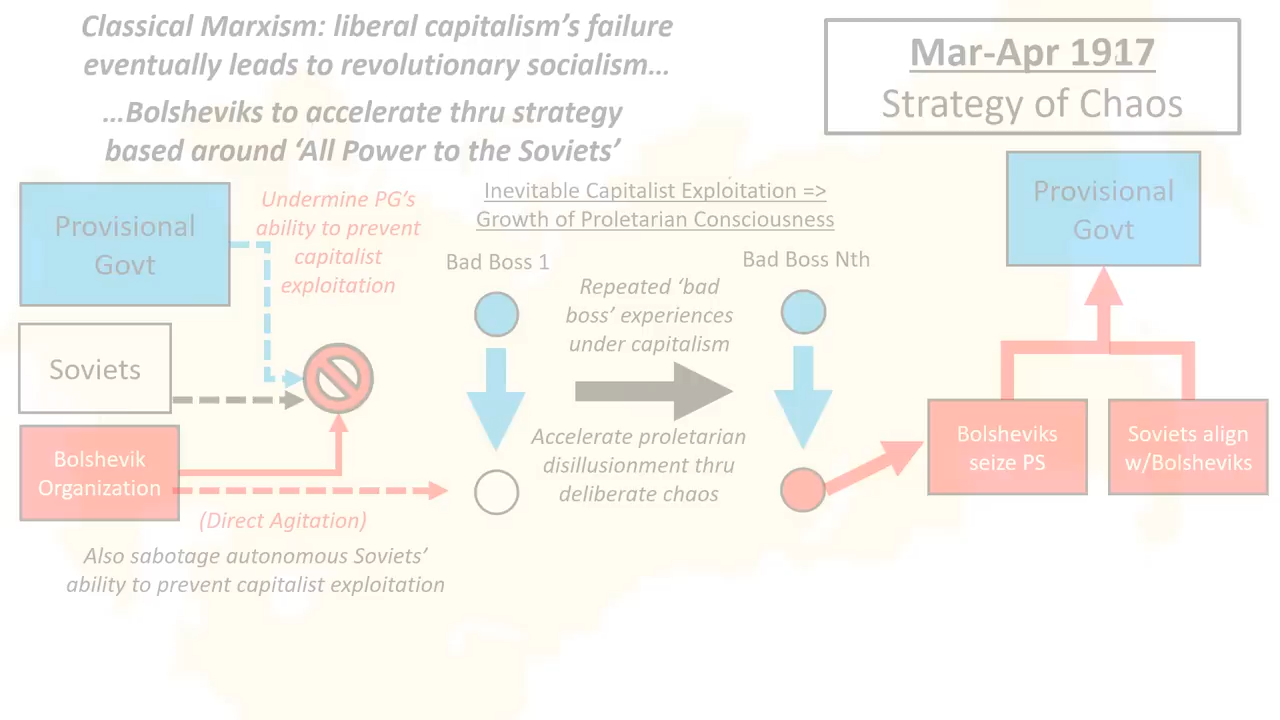 Classical Marxism: liberal capitalism’s failure
eventually leads to revolutionary socialism…
…Bolsheviks to accelerate thru strategy
based around ‘All Power to the Soviets’
Mar-Apr 1917
Strategy of Chaos
Provisional
Govt
Undermine PG’s
ability to prevent
capitalist
exploitation
Soviets
Bolshevik
Organization
(Direct Agitation)
Also sabotage autonomous Soviets’
ability to prevent capitalist exploitation
Inevitable Capitalist Exploitation =>
Growth of Proletarian Consciousness
Bad Boss 1
Repeated ‘bad
boss’ experiences
under capitalism
Accelerate proletarian
disillusionment thru
deliberate chaos
Bad Boss Nth
Provisional
Govt
Bolsheviks
seize PS
Soviets align
w/Bolsheviks